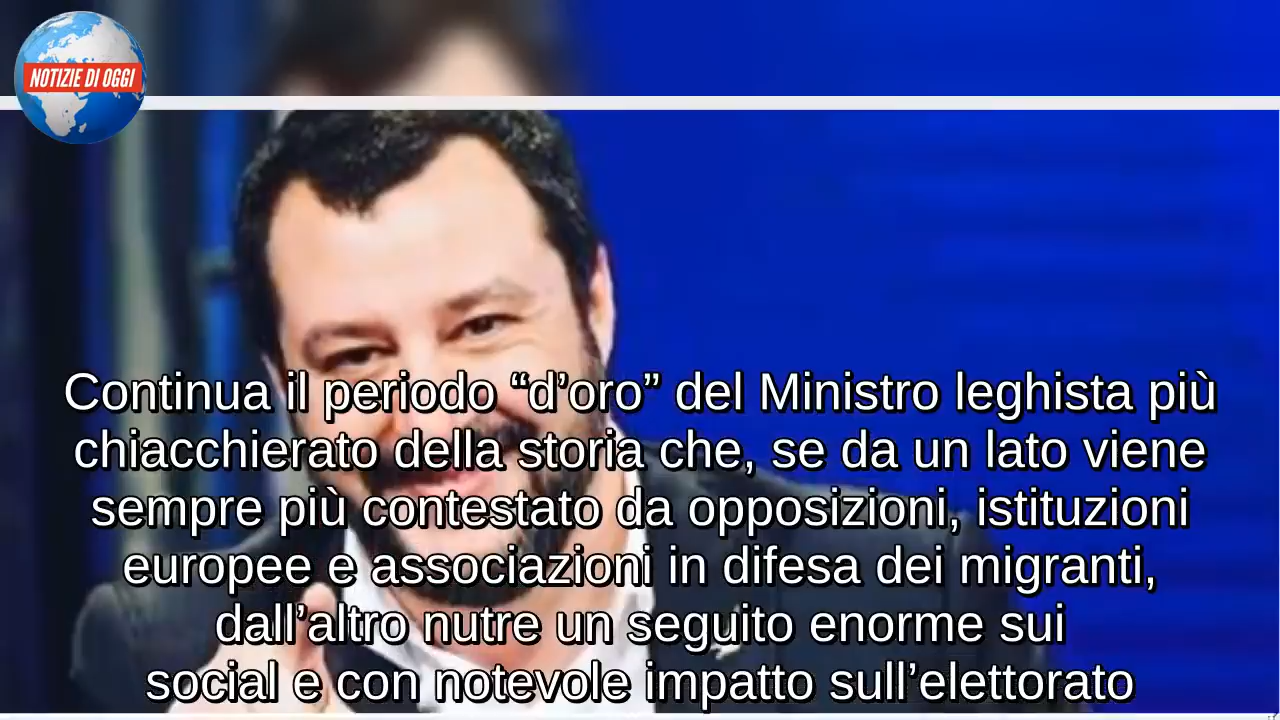 NOTIZIE DI OGGI
Continua il periodo “d’oro” del Ministro leghista più
chiacchierato della storia che, se da un lato viene
sempre più contestato da opposizioni, istituzioni
europee e associazioni in difesa dei migranti,
dall’altro nutre un seguito enorme sui
social e con notevole impatto sull’elettorato